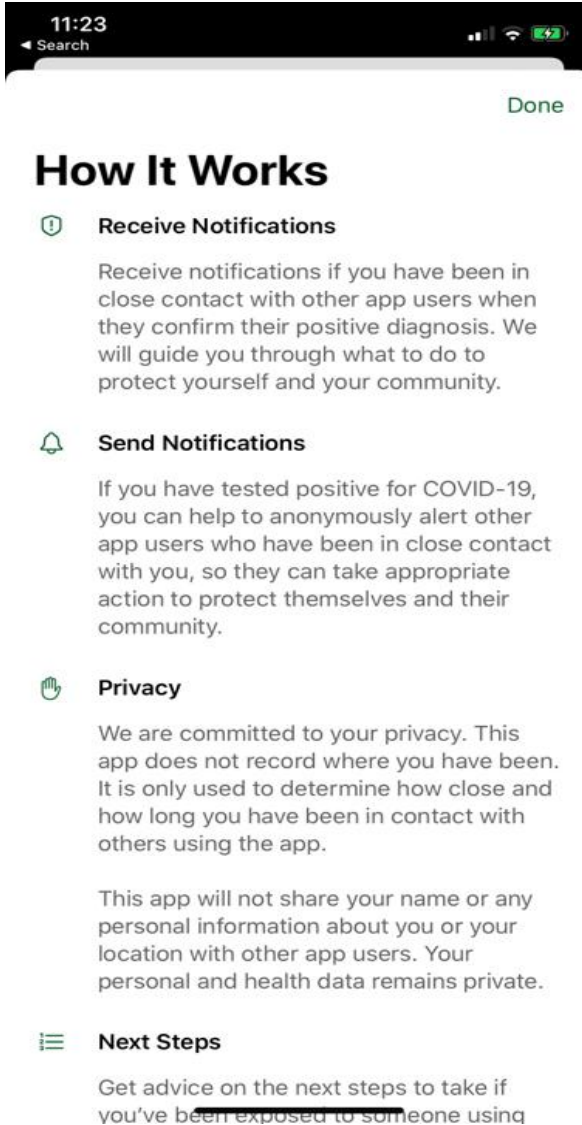 11:23
◀ Search
Done
How It Works
Receive Notifications
Receive notifications if you have been in
close contact with other app users when
they confirm their positive diagnosis. We
will guide you through what to do to
protect yourself and your community.
Send Notifications
If you have tested positive for COVID-19,
you can help to anonymously alert other
app users who have been in close contact
with you, so they can take appropriate
action to protect themselves and their
community.
Privacy
We are committed to your privacy. This
app does not record where you have been.
It is only used to determine how close and
how long you have been in contact with
others using the app.
This app will not share your name or any
personal information about you or your
location with other app users. Your
personal and health data remains private.
Next Steps
Get advice on the next steps to take if
you've been exposed to someone using